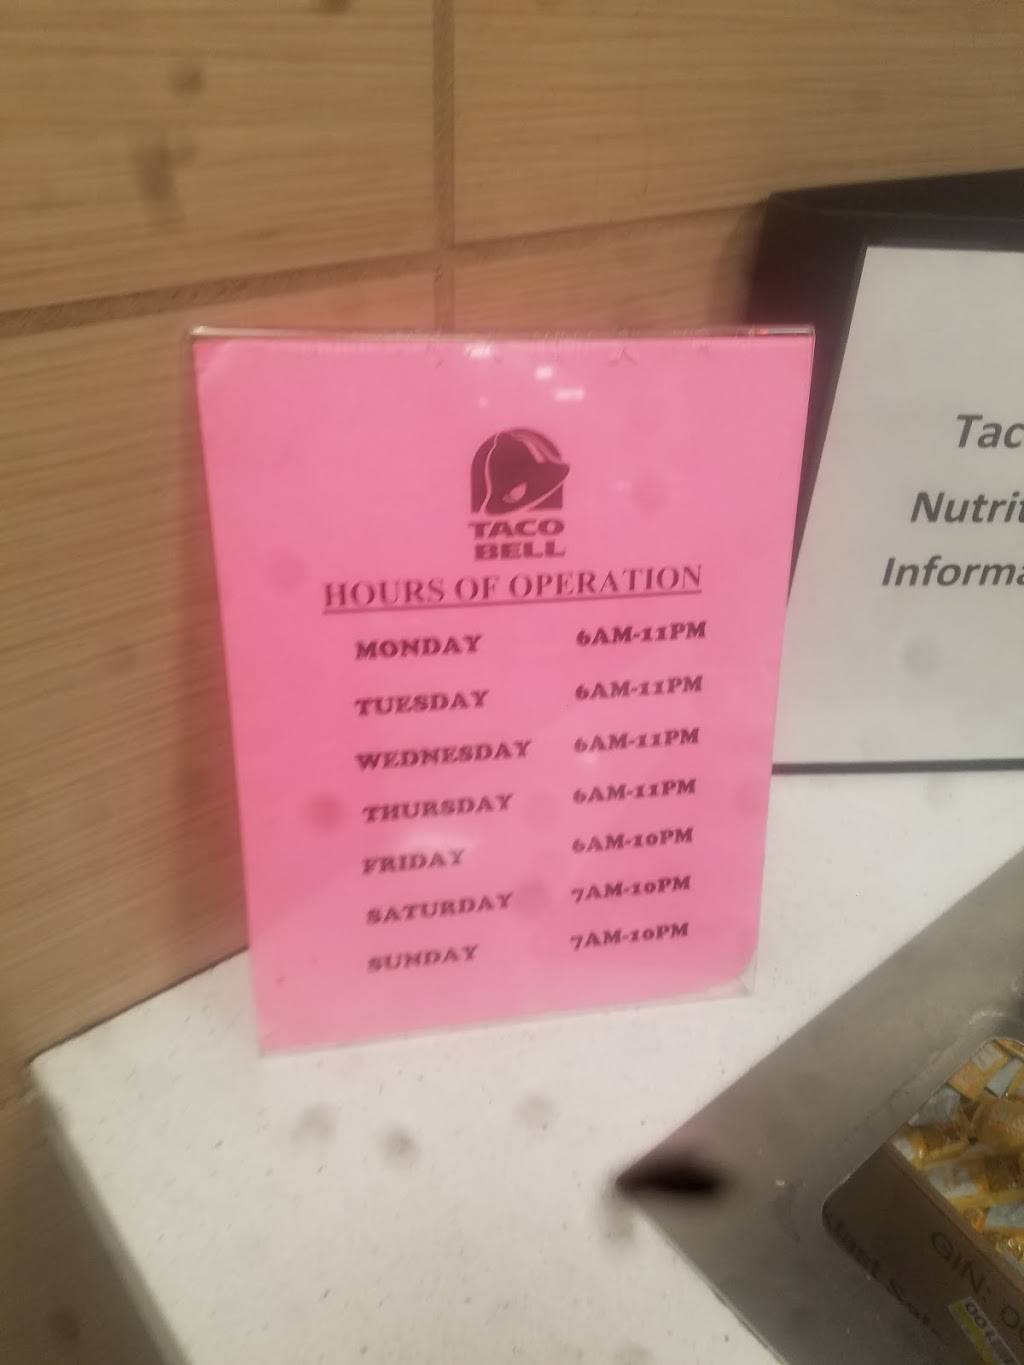 TACO
BELL
HOURS OF OPERATION
MONDAY 6AM-11PM
TUESDAY 6AM-11PM
WEDNESDAY 6AM-11PM
THURSDAY 6AM-11PM
FRIDAY 6AM-10PM
SATURDAY 7AM-10PM
SUNDAY 7AM-10PM
Tac
Nutrit
Informa
GIN: